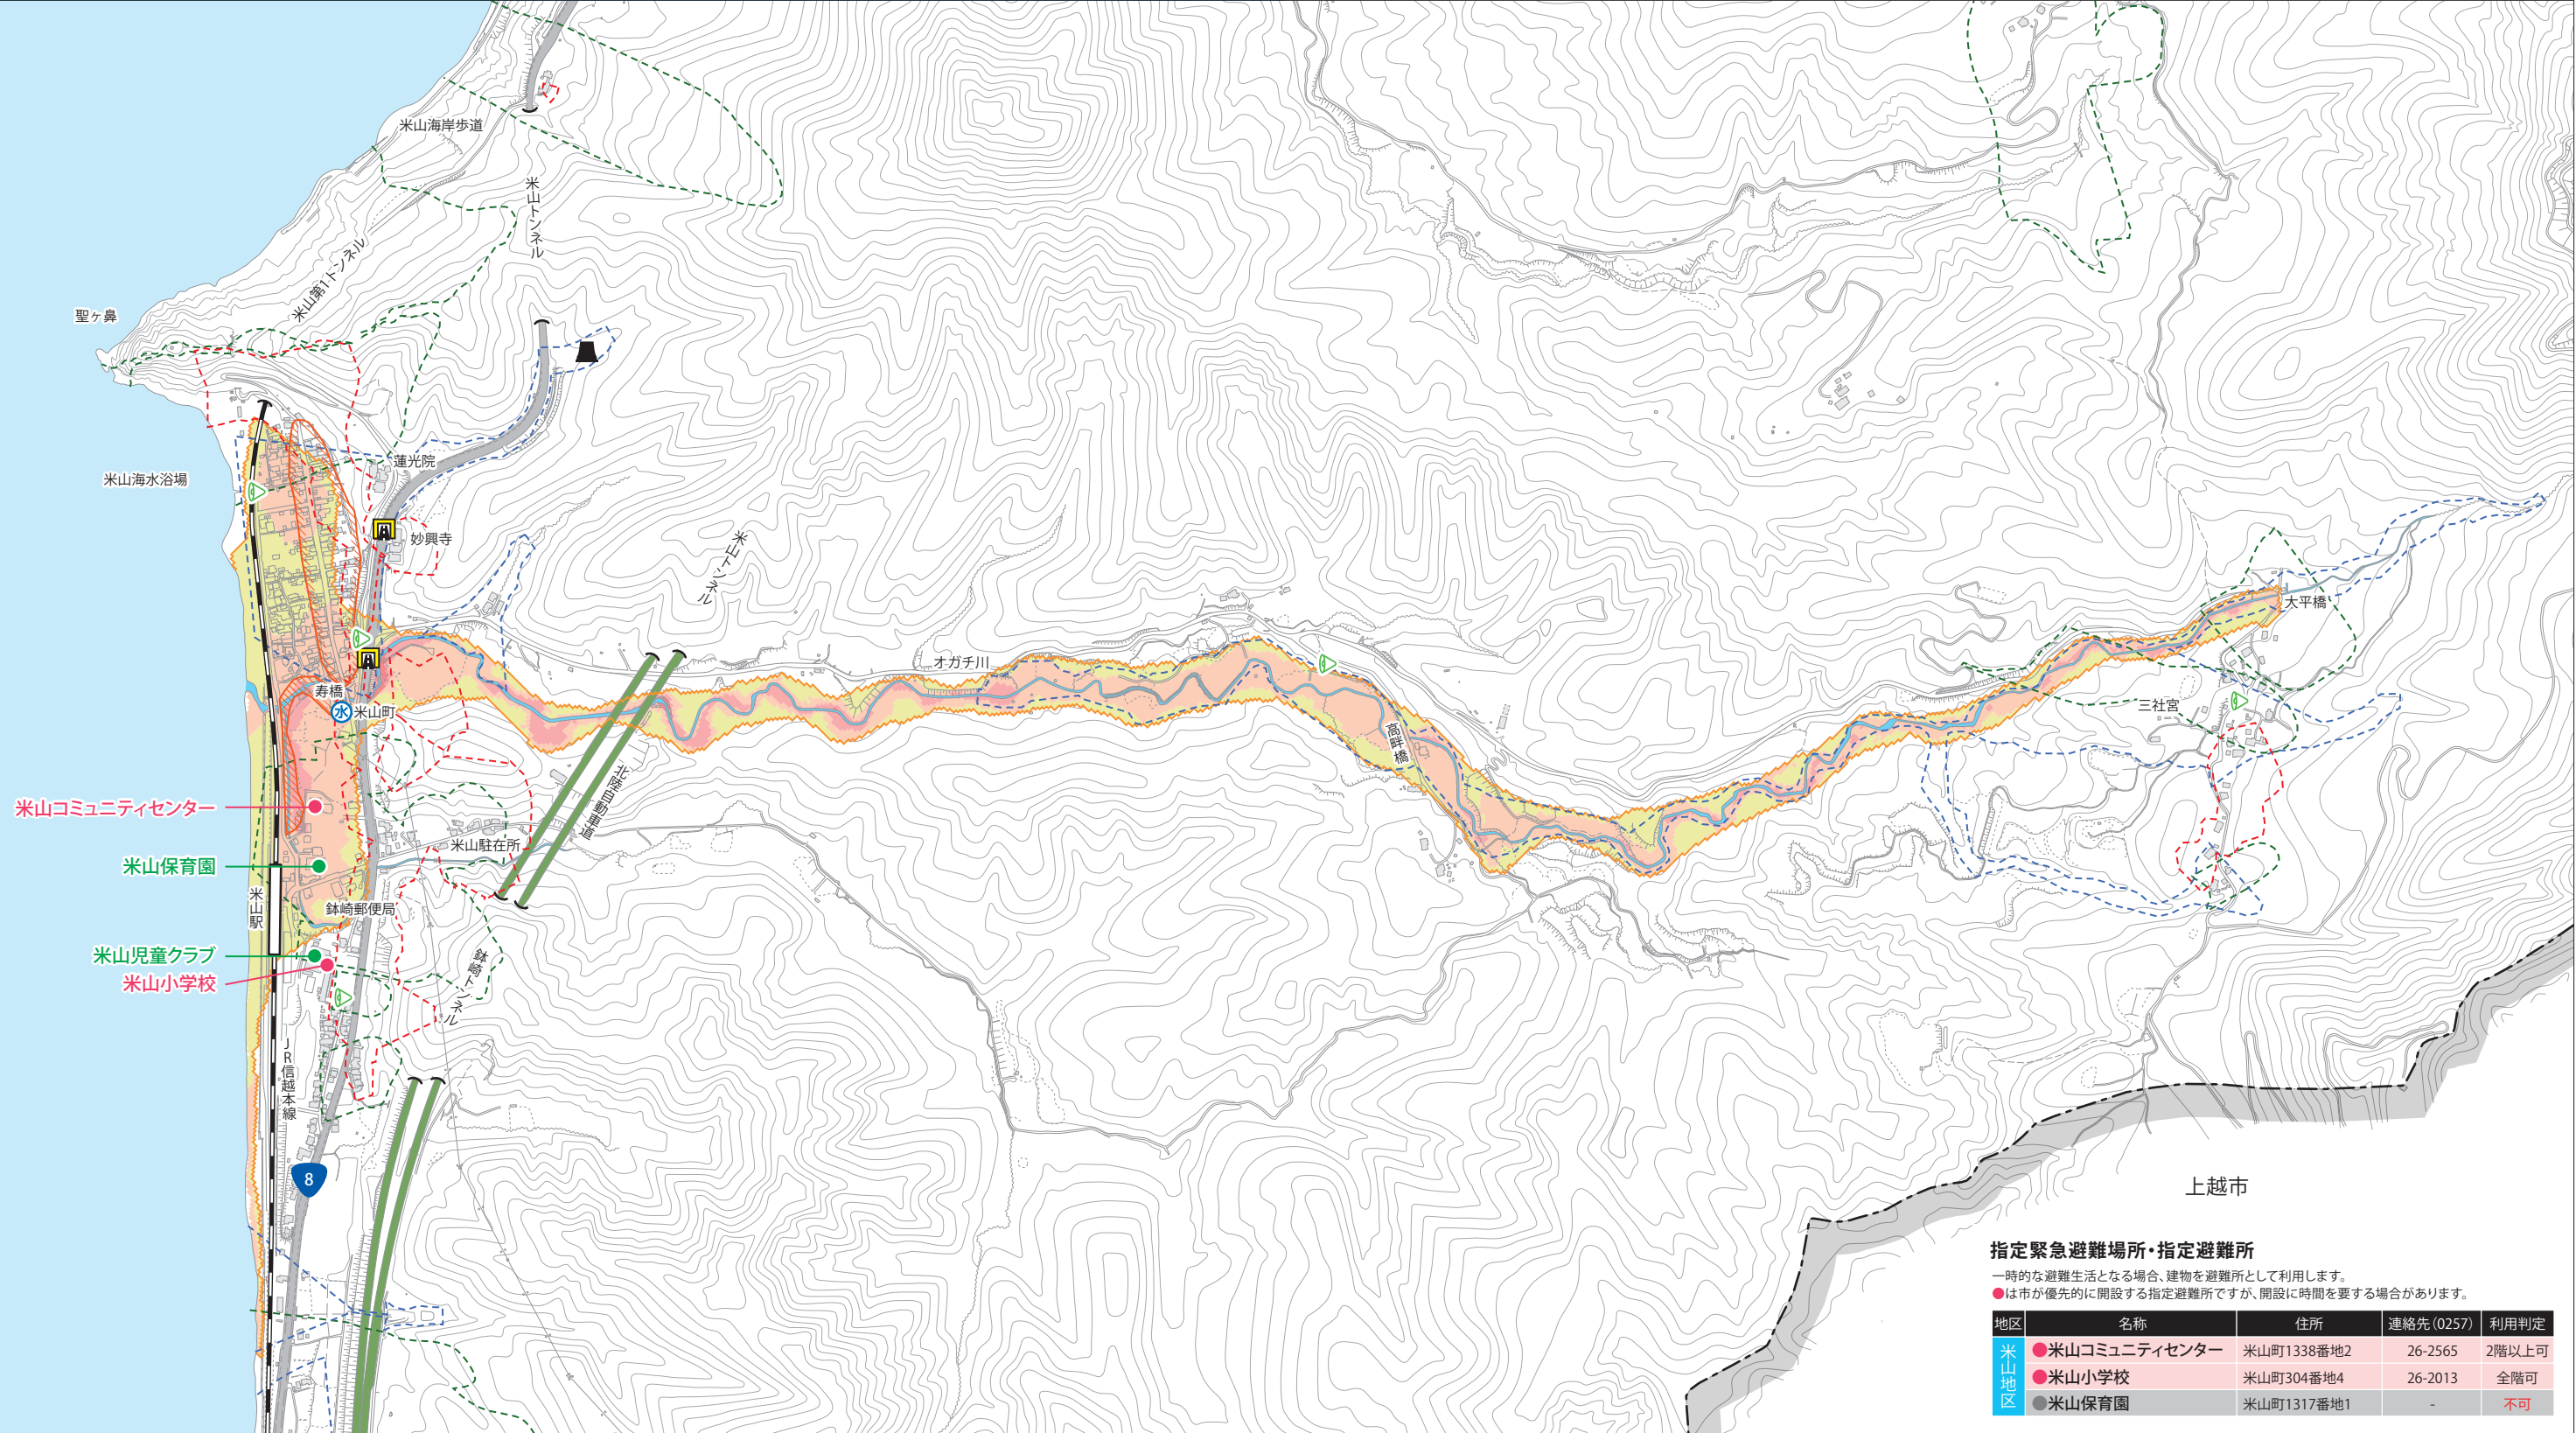 米山海岸歩道
米山トンネル
米山第1トンネル
聖ヶ鼻
蓮光院
米山海水浴場
妙興寺
米山トンネル
大平橋
オガチ川
寿橋
水
米山町
三社宮
高畔橋
北陸自動車道
米山コミュニティセンター
米山駐在所
米山保育園
米山駅
鉢崎郵便局
米山児童クラブ
鉢崎トンネル
米山小学校
JR信越本線
8
上越市
指定緊急避難場所・指定避難所
一時的な避難生活となる場合、建物を避難所として利用します。
●は市が優先的に開設する指定避難所ですが、開設に時間を要する場合があります。
地区 名称 住所 連絡先(0257) 利用判定
米山地区
●米山コミュニティセンター 米山町1338番地2 26-2565 2階以上可
●米山小学校 米山町304番地4 26-2013 全階可
●米山保育園 米山町1317番地1 - 不可